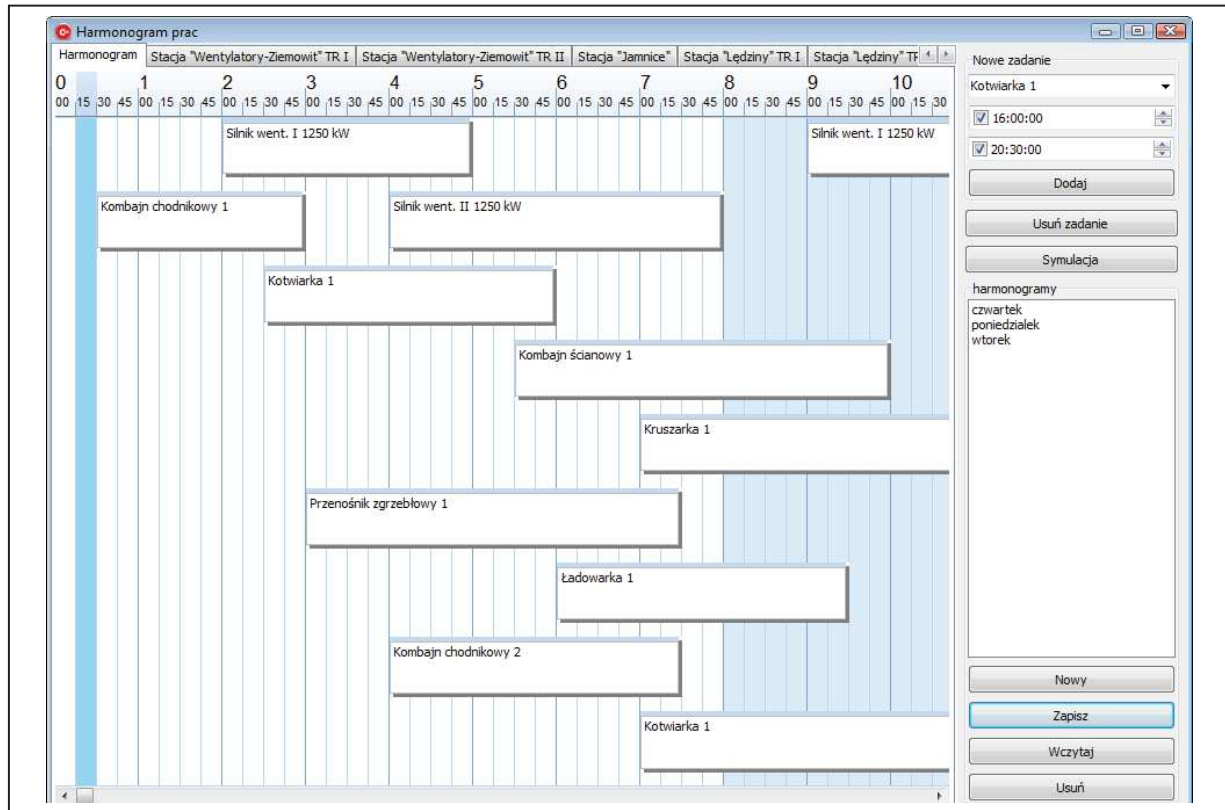 Harmonogram prac
Harmonogram Stacja "Wentylatory-Ziemowit" TR I Stacja "Wentylatory-Ziemowit" TR II Stacja "Jamnice" Stacja "Lędziny" TR I Stacja "Lędziny" TF
0 1 2 3 4 5 6 7 8 9 10
00 15 30 45 00 15 30 45 00 15 30 45 00 15 30 45 00 15 30 45 00 15 30 45 00 15 30 45 00 15 30 45 00 15 30 45 00 15 30 45 00 15 30
Silnik went. I 1250 kW Silnik went. I 1250 kW
Kombajn chodnikowy 1 Silnik went. II 1250 kW
Kotwiarka 1
Kombajn ścianowy 1
Kruszarka 1
Przenośnik zgrzebłowy 1
Ładowarka 1
Kombajn chodnikowy 2
Kotwiarka 1
Nowe zadanie
Kotwiarka 1
16:00:00
20:30:00
Dodaj
Usuń zadanie
Symulacja
harmonogramy
czwartek
poniedzialek
wtorek
Nowy
Zapisz
Wczytaj
Usuń